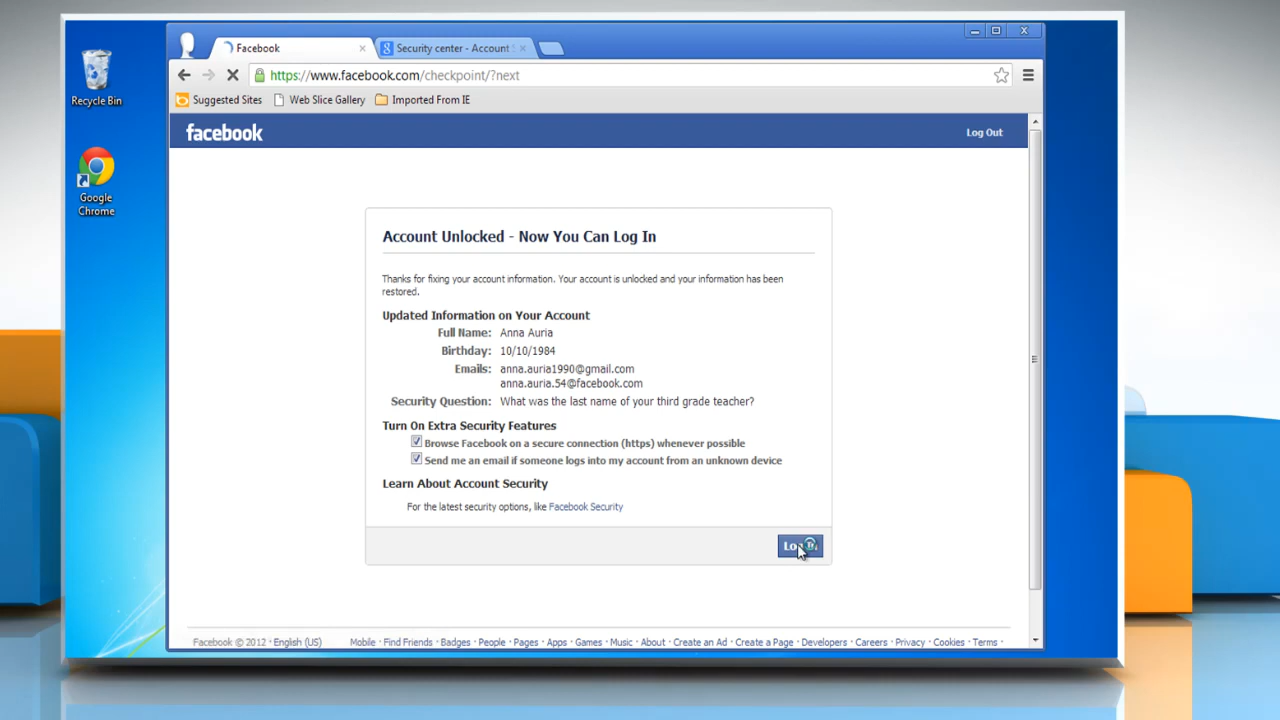 Facebook
Security center - Account
https://www.facebook.com/checkpoint/?next
Suggested Sites
Web Slice Gallery
Imported From IE
Recycle Bin
Google
Chrome
facebook
Log Out
Account Unlocked - Now You Can Log In
Thanks for fixing your account information. Your account is unlocked and your information has been
restored.
Updated Information on Your Account
Full Name: Anna Auria
Birthday: 10/10/1984
Emails: anna.auria1990@gmail.com
anna.auria.54@facebook.com
Security Question: What was the last name of your third grade teacher?
Turn On Extra Security Features
Browse Facebook on a secure connection (https) whenever possible
Send me an email if someone logs into my account from an unknown device
Learn About Account Security
For the latest security options, like Facebook Security
Facebook © 2012 · English (US)
Mobile · Find Friends · Badges · People · Pages · Apps · Games · Music · About · Create an Ad · Create a Page · Developers · Careers · Privacy · Cookies · Terms ·